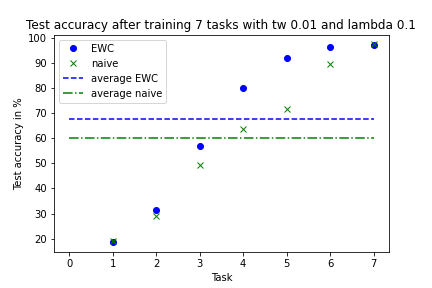 Test accuracy after training 7 tasks with tw 0.01 and lambda 0.1
100
90
80
70
60
50
40
30
20
Test accuracy in %
EWC
naive
average EWC
average naive
0 1 2 3 4 5 6 7
Task